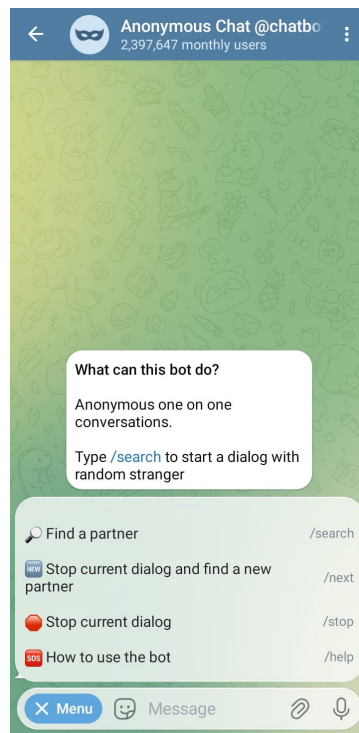 Anonymous Chat @chatbo
2,397,647 monthly users
What can this bot do?
Anonymous one on one
conversations.
Type /search to start a dialog with
random stranger
🔎 Find a partner /search
🆕 Stop current dialog and find a new
partner /next
🛑 Stop current dialog /stop
🆘 How to use the bot /help
Menu Message